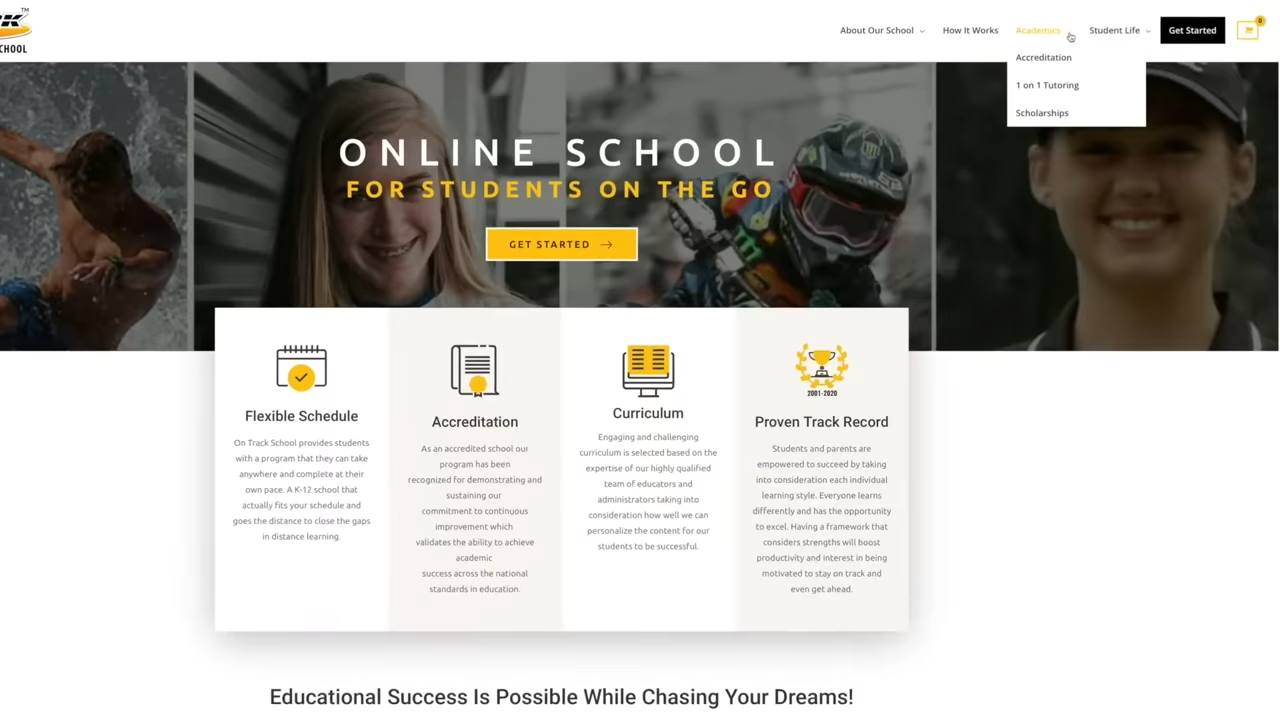 TM
SCHOOL
About Our School
How It Works
Academics
Student Life
Get Started
0
Accreditation
1 on 1 Tutoring
Scholarships
ONLINE SCHOOL
FOR STUDENTS ON THE GO
GET STARTED
Flexible Schedule
On Track School provides students
with a program that they can take
anywhere and complete at their
own pace. A K-12 school that
actually fits your schedule and
goes the distance to close the gaps
in distance learning.
Accreditation
As an accredited school our
program has been
recognized for demonstrating and
sustaining our
commitment to continuous
improvement which
validates the ability to achieve
academic
success across the national
standards in education.
Curriculum
Engaging and challenging
curriculum is selected based on the
expertise of our highly qualified
team of educators and
administrators taking into
consideration how well we can
personalize the content for our
students to be successful.
2001-2020
Proven Track Record
Students and parents are
empowered to succeed by taking
into consideration each individual
learning style. Everyone learns
differently and has the opportunity
to excel. Having a framework that
considers strengths will boost
productivity and interest in being
motivated to stay on track and
even get ahead.
Educational Success Is Possible While Chasing Your Dreams!